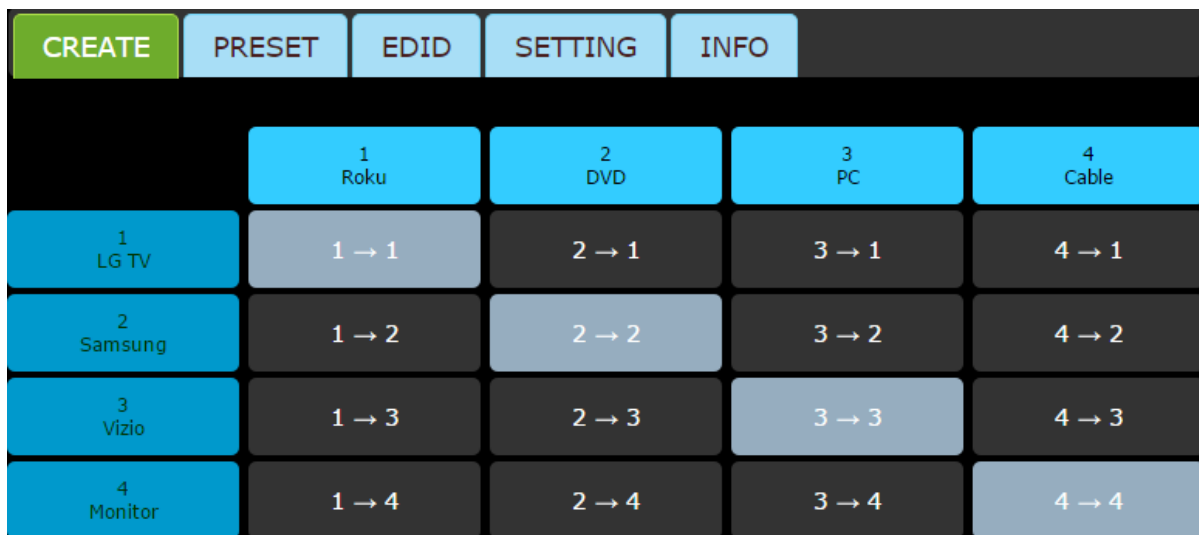 CREATE PRESET EDID SETTING INFO
1 2 3 4
Roku DVD PC Cable
1
LG TV
1 → 1 2 → 1 3 → 1 4 → 1
2
Samsung
1 → 2 2 → 2 3 → 2 4 → 2
3
Vizio
1 → 3 2 → 3 3 → 3 4 → 3
4
Monitor
1 → 4 2 → 4 3 → 4 4 → 4